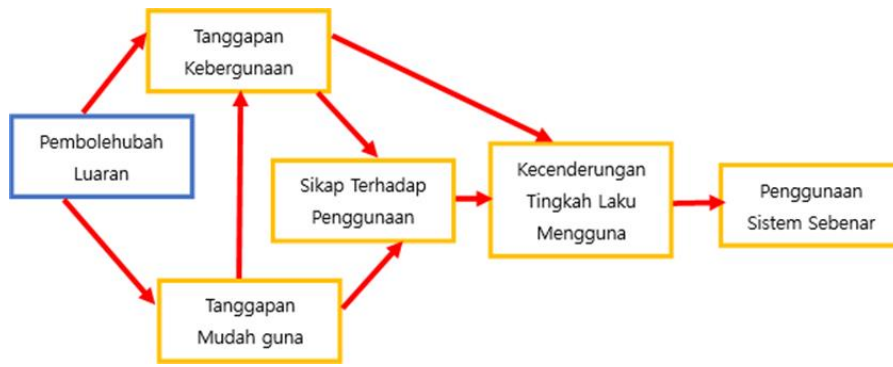 Tanggapan
Kebergunaan
Pembolehubah
Luaran
Sikap Terhadap
Penggunaan
Kecenderungan
Tingkah Laku
Mengguna
Penggunaan
Sistem Sebenar
Tanggapan
Mudah guna